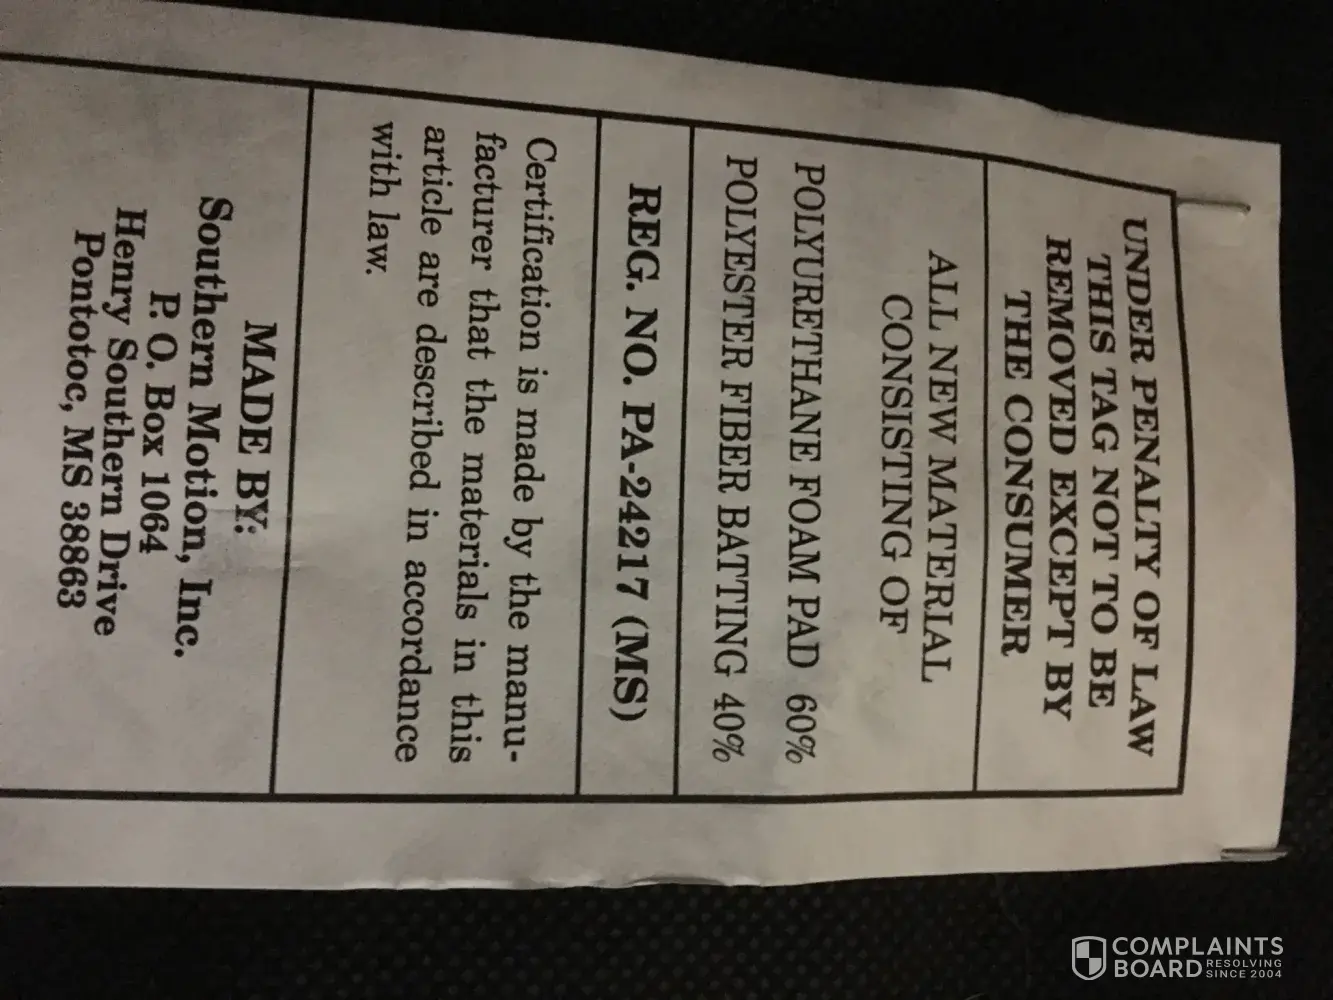 UNDER PENALTY OF LAW
THIS TAG NOT TO BE
REMOVED EXCEPT BY
THE CONSUMER
ALL NEW MATERIAL
CONSISTING OF
POLYURETHANE FOAM PAD 60%
POLYESTER FIBER BATTING 40%
REG. NO. PA-24217 (MS)
Certification is made by the manu-
facturer that the materials in this
article are described in accordance
with law.
MADE BY:
Southern Motion, Inc.
P. O. Box 1064
Henry Southern Drive
Pontotoc, MS 38863
COMPLAINTS
BOARD RESOLVING
SINCE 2004